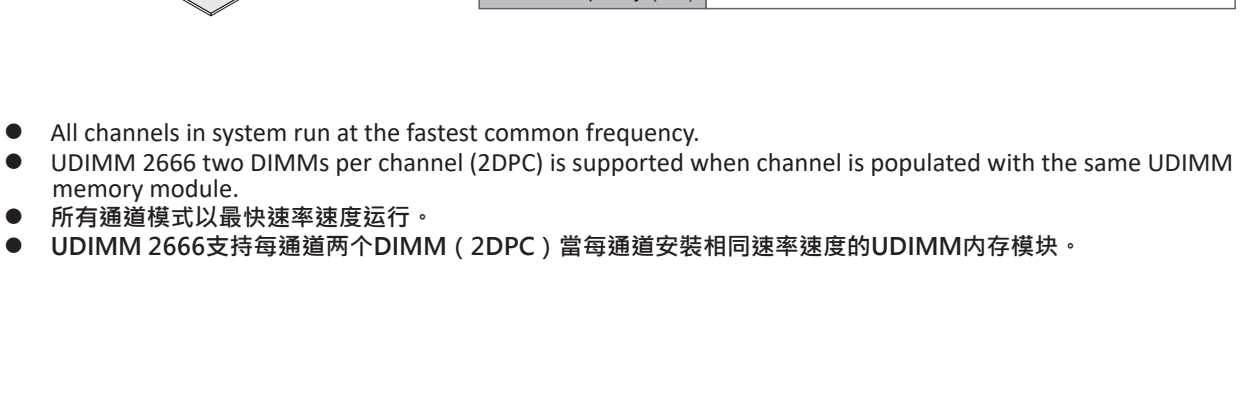 ● All channels in system run at the fastest common frequency.
● UDIMM 2666 two DIMMs per channel (2DPC) is supported when channel is populated with the same UDIMM
memory module.
● 所有通道模式以最快速率速度运行。
● UDIMM 2666支持每通道两个DIMM（2DPC）當每通道安裝相同速率速度的UDIMM内存模块。